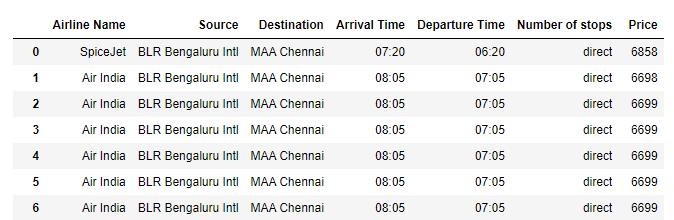 Airline Name Source Destination Arrival Time Departure Time Number of stops Price
0 SpiceJet BLR Bengaluru Intl MAA Chennai 07:20 06:20 direct 6858
1 Air India BLR Bengaluru Intl MAA Chennai 08:05 07:05 direct 6698
2 Air India BLR Bengaluru Intl MAA Chennai 08:05 07:05 direct 6699
3 Air India BLR Bengaluru Intl MAA Chennai 08:05 07:05 direct 6699
4 Air India BLR Bengaluru Intl MAA Chennai 08:05 07:05 direct 6699
5 Air India BLR Bengaluru Intl MAA Chennai 08:05 07:05 direct 6699
6 Air India BLR Bengaluru Intl MAA Chennai 08:05 07:05 direct 6699